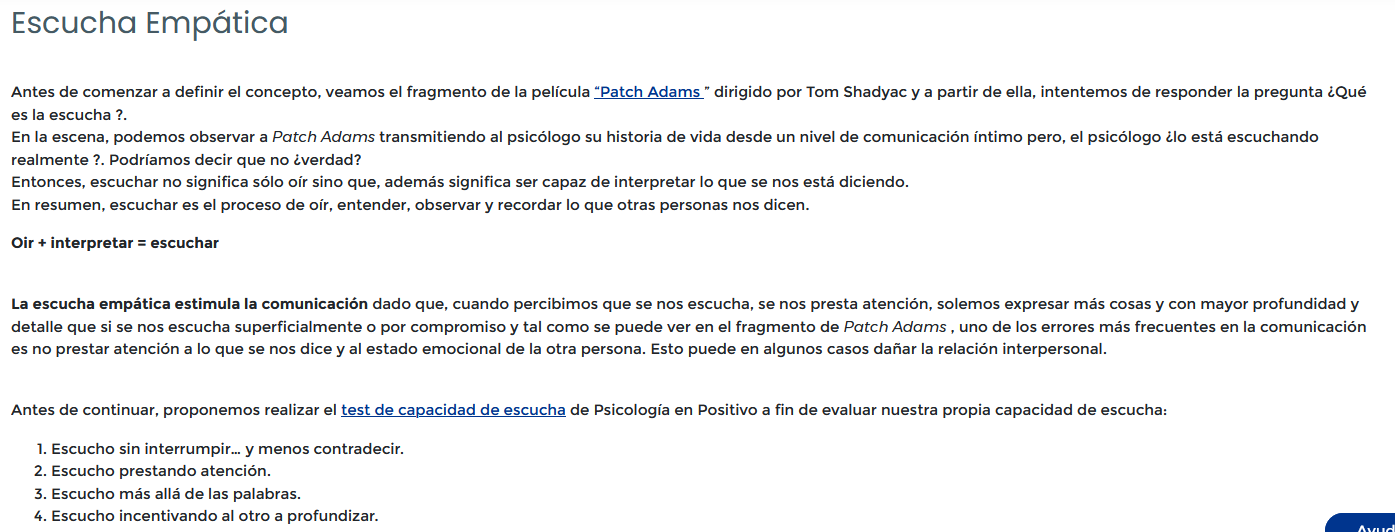 Escucha Empática
Antes de comenzar a definir el concepto, veamos el fragmento de la película “Patch Adams ” dirigido por Tom Shadyac y a partir de ella, intentemos de responder la pregunta ¿Qué
es la escucha ?.
En la escena, podemos observar a Patch Adams transmitiendo al psicólogo su historia de vida desde un nivel de comunicación íntimo pero, el psicólogo ¿lo está escuchando
realmente ?. Podríamos decir que no ¿verdad?
Entonces, escuchar no significa sólo oír sino que, además significa ser capaz de interpretar lo que se nos está diciendo.
En resumen, escuchar es el proceso de oír, entender, observar y recordar lo que otras personas nos dicen.
Oir + interpretar = escuchar
La escucha empática estimula la comunicación dado que, cuando percibimos que se nos escucha, se nos presta atención, solemos expresar más cosas y con mayor profundidad y
detalle que si se nos escucha superficialmente o por compromiso y tal como se puede ver en el fragmento de Patch Adams , uno de los errores más frecuentes en la comunicación
es no prestar atención a lo que se nos dice y al estado emocional de la otra persona. Esto puede en algunos casos dañar la relación interpersonal.
Antes de continuar, proponemos realizar el test de capacidad de escucha de Psicología en Positivo a fin de evaluar nuestra propia capacidad de escucha:
1. Escucho sin interrumpir… y menos contradecir.
2. Escucho prestando atención.
3. Escucho más allá de las palabras.
4. Escucho incentivando al otro a profundizar.